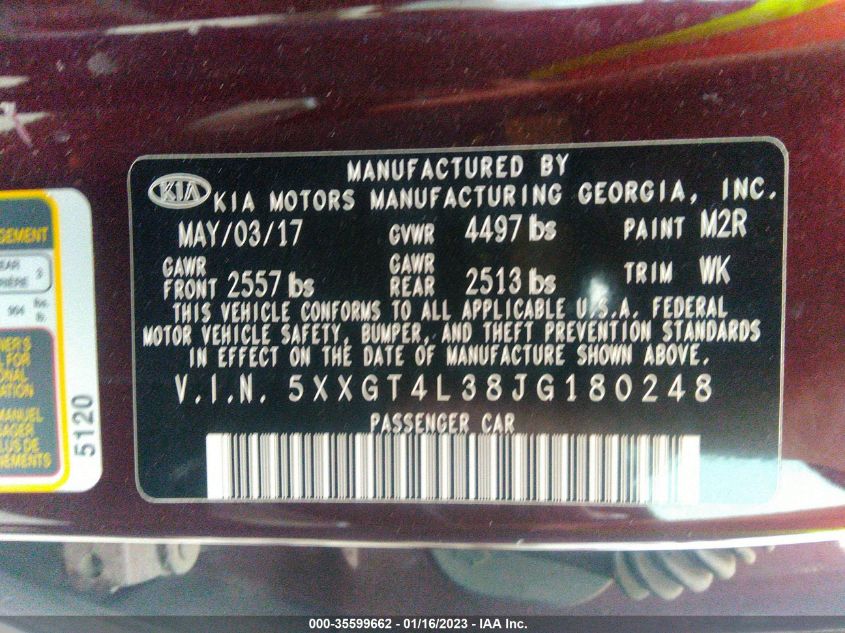 MANUFACTURED BY
KIA KIA MOTORS MANUFACTURING GEORGIA, INC.
MAY/03/17 GVWR 4497 lbs PAINT M2R
GAWR FRONT 2557 lbs GAWR REAR 2513 lbs TRIM WK
THIS VEHICLE CONFORMS TO ALL APPLICABLE U.S.A. FEDERAL
MOTOR VEHICLE SAFETY, BUMPER, AND THEFT PREVENTION STANDARDS
IN EFFECT ON THE DATE OF MANUFACTURE SHOWN ABOVE.
V.I.N. 5XXGT4L38JG180248
PASSENGER CAR
3
lbs.
5120
000-35599662 - 01/16/2023 - IAA Inc.